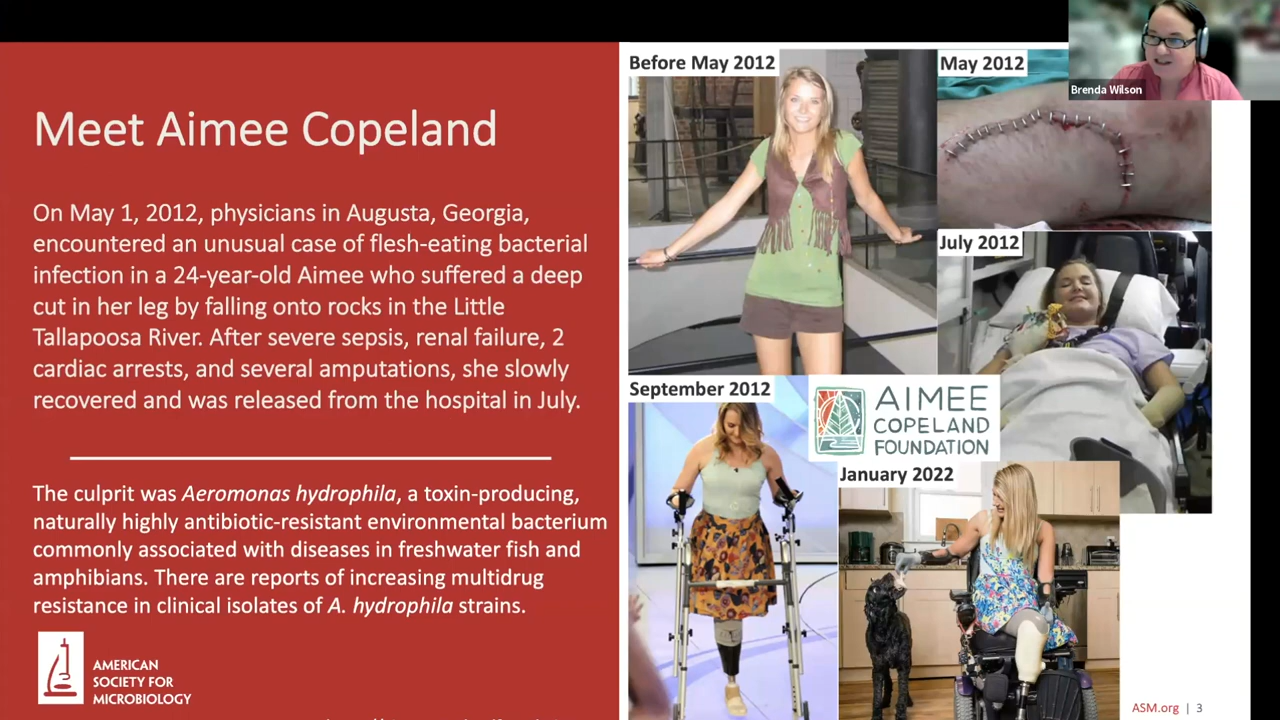 Meet Aimee Copeland
On May 1, 2012, physicians in Augusta, Georgia,
encountered an unusual case of flesh-eating bacterial
infection in a 24-year-old Aimee who suffered a deep
cut in her leg by falling onto rocks in the Little
Tallapoosa River. After severe sepsis, renal failure, 2
cardiac arrests, and several amputations, she slowly
recovered and was released from the hospital in July.
The culprit was Aeromonas hydrophila, a toxin-producing,
naturally highly antibiotic-resistant environmental bacterium
commonly associated with diseases in freshwater fish and
amphibians. There are reports of increasing multidrug
resistance in clinical isolates of A. hydrophila strains.
AMERICAN
SOCIETY FOR
MICROBIOLOGY
Before May 2012
May 2012
Brenda Wilson
July 2012
September 2012
AIMEE
COPELAND
FOUNDATION
January 2022
ASM.org | 3